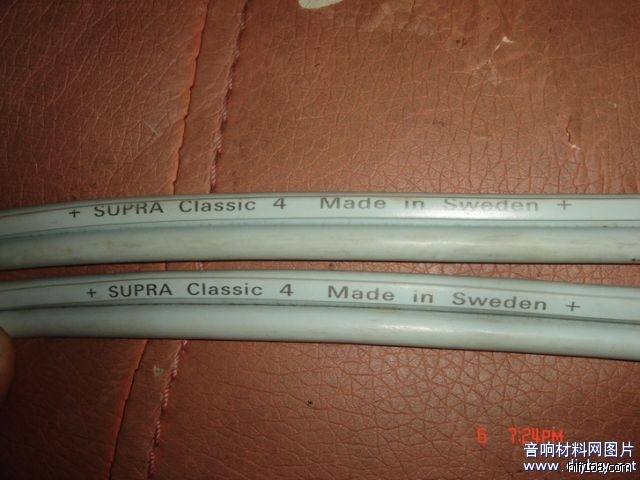 + SUPRA Classic 4 Made in Sweden +
+ SUPRA Classic 4 Made in Sweden +
6 7:24PM
音响材料网图片